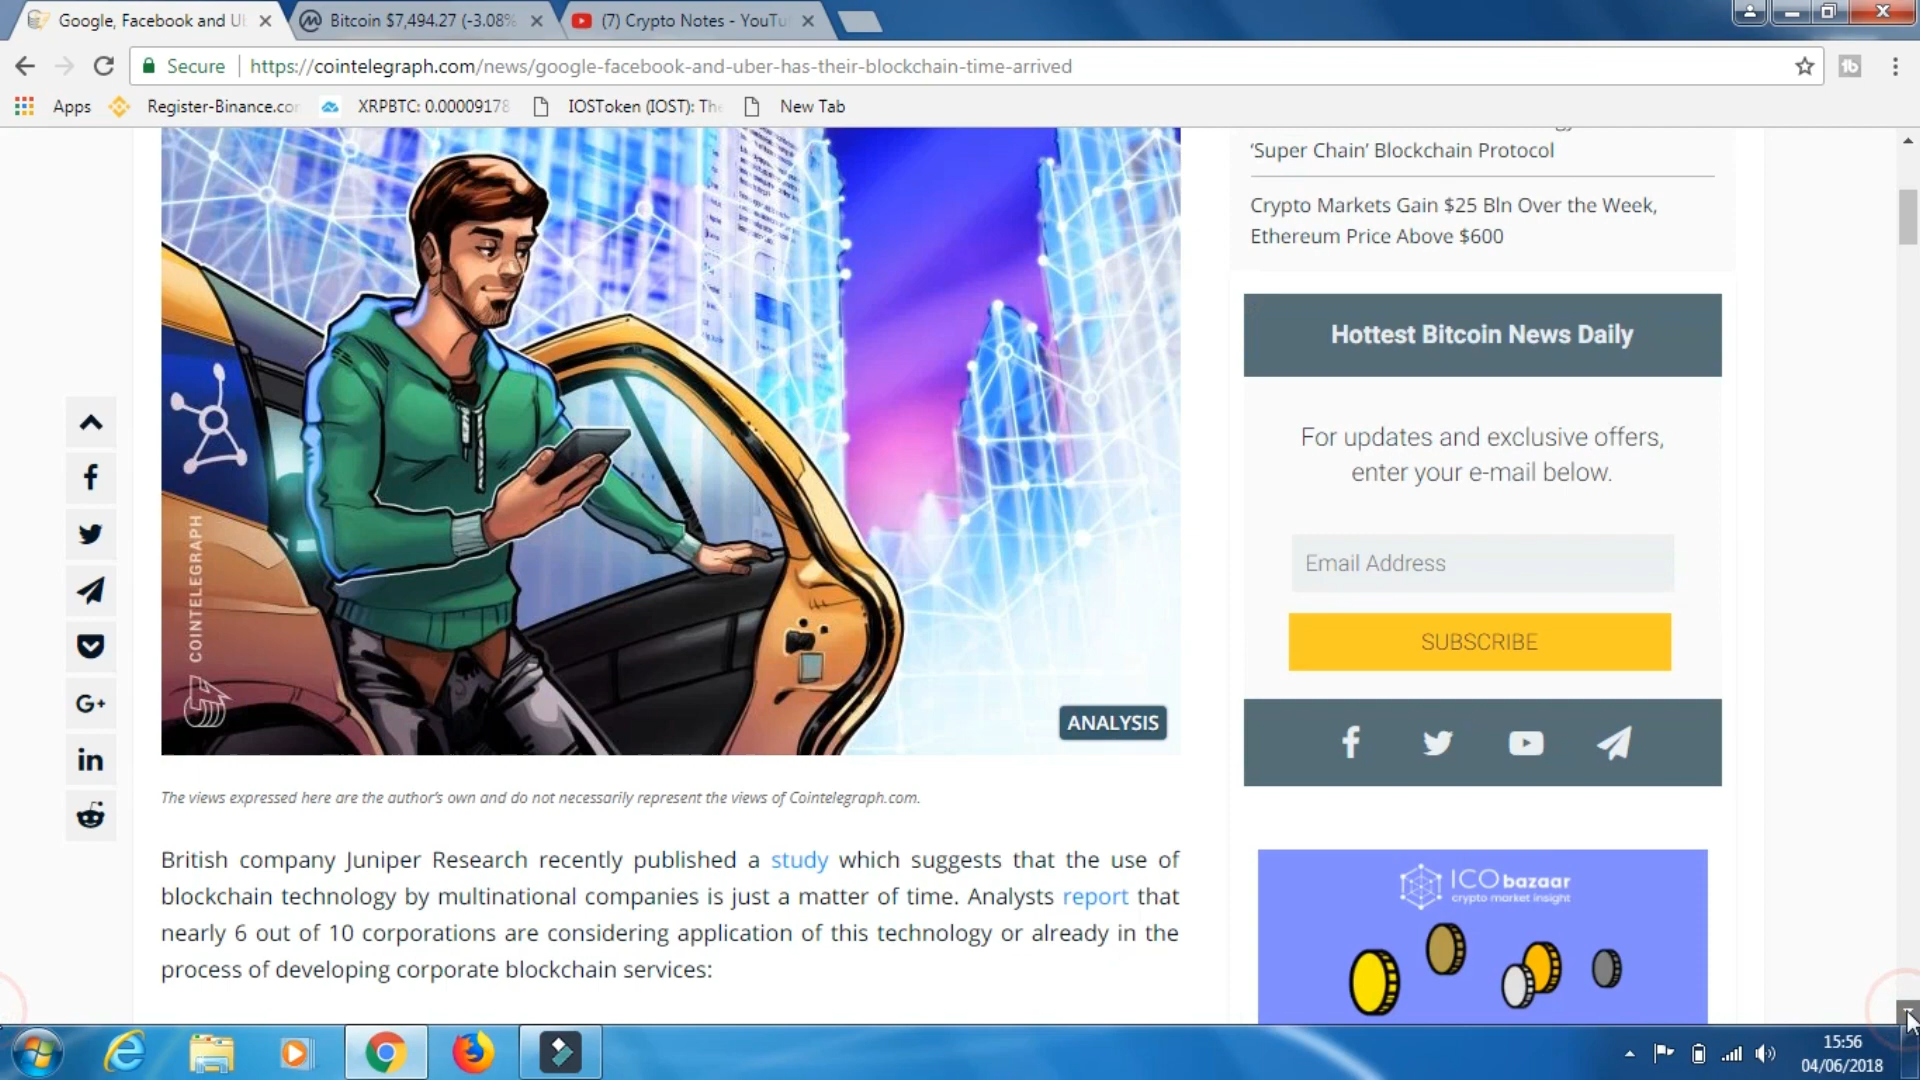 Google, Facebook and U
Bitcoin $7,494.27 (-3.08%
(7) Crypto Notes - YouTu
Secure
https://cointelegraph.com/news/google-facebook-and-uber-has-their-blockchain-time-arrived
Apps
Register-Binance.co
XRPBTC: 0.00009178
IOSToken (IOST): Th
New Tab
‘Super Chain’ Blockchain Protocol
Crypto Markets Gain $25 Bln Over the Week,
Ethereum Price Above $600
Hottest Bitcoin News Daily
For updates and exclusive offers,
enter your e-mail below.
Email Address
SUBSCRIBE
COINTELEGRAPH
ANALYSIS
G+
in
The views expressed here are the author’s own and do not necessarily represent the views of Cointelegraph.com.
British company Juniper Research recently published a study which suggests that the use of
blockchain technology by multinational companies is just a matter of time. Analysts report that
nearly 6 out of 10 corporations are considering application of this technology or already in the
process of developing corporate blockchain services:
ICO bazaar
crypto market insight
15:56
04/06/2018